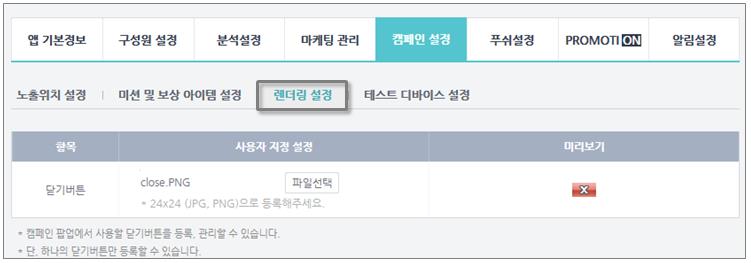 앱 기본정보 구성원 설정 분석설정 마케팅 관리 캠페인 설정 푸쉬설정 PROMOTION 알림설정
노출위치 설정 | 미션 및 보상 아이템 설정 렌더링 설정 테스트 디바이스 설정
항목 사용자 지정 설정 미리보기
닫기버튼 close.PNG 파일선택
* 24x24 (JPG, PNG)으로 등록해주세요.
* 캠페인 팝업에서 사용할 닫기버튼을 등록, 관리할 수 있습니다.
* 단, 하나의 닫기버튼만 등록할 수 있습니다.